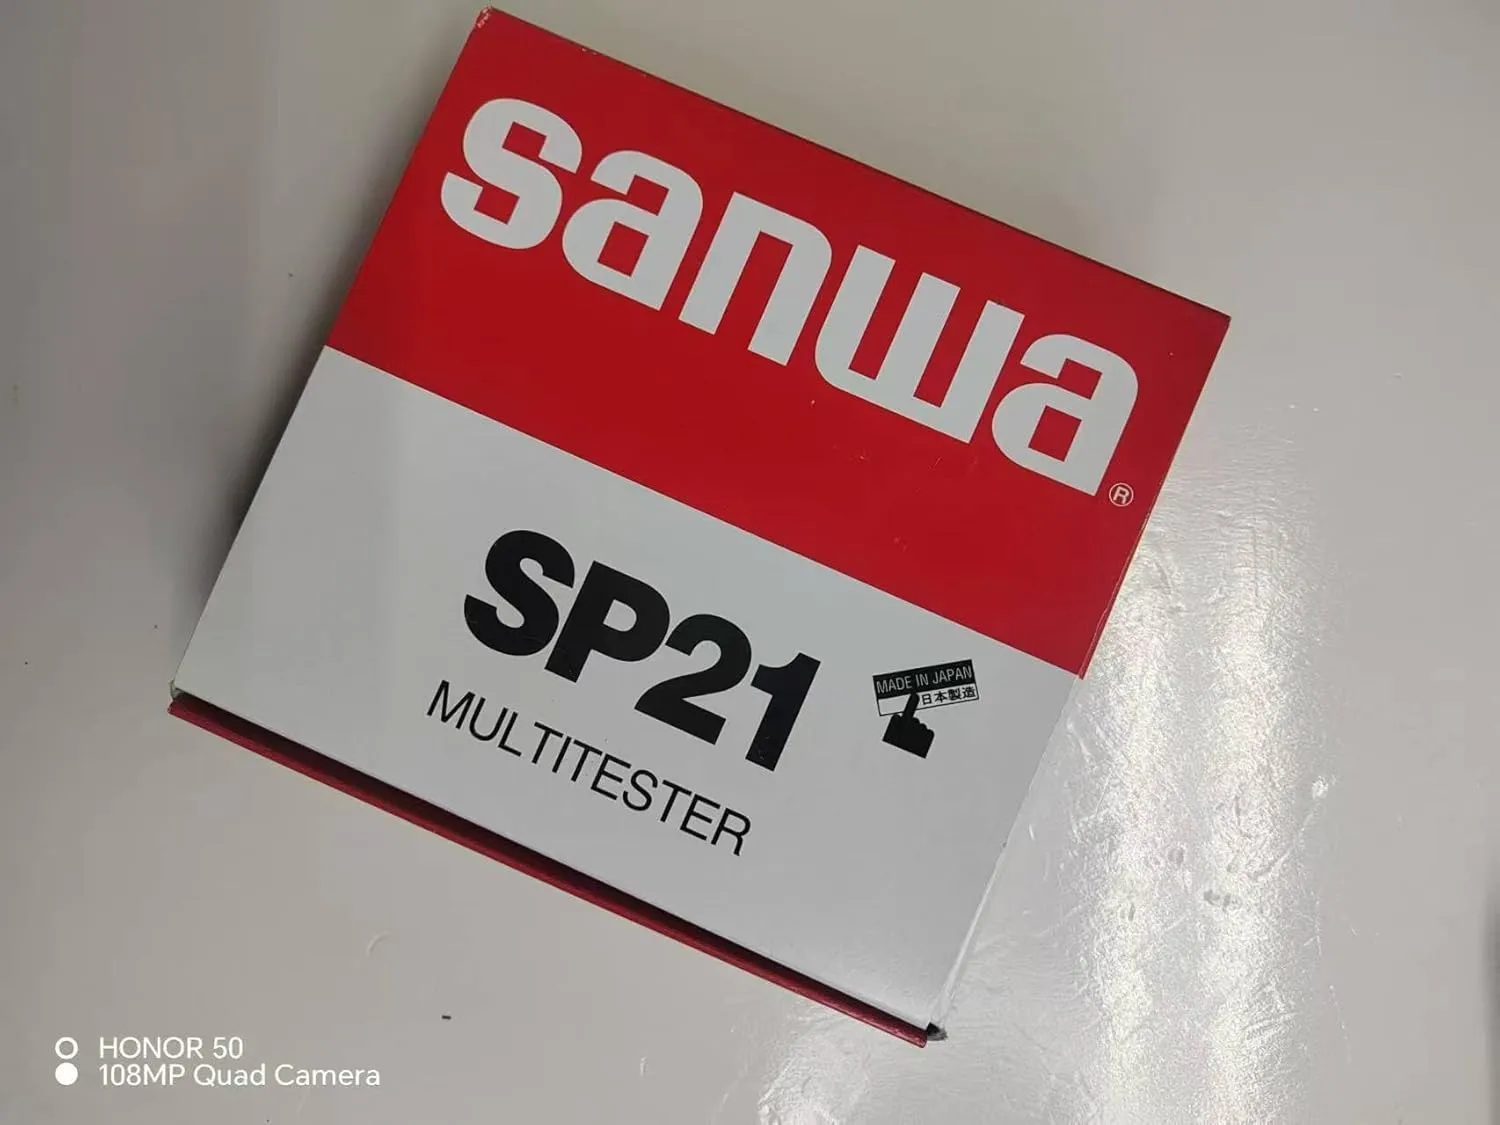 sanwa®
SP21
MULTITESTER
MADE IN JAPAN
日本製造
HONOR 50
108MP Quad Camera